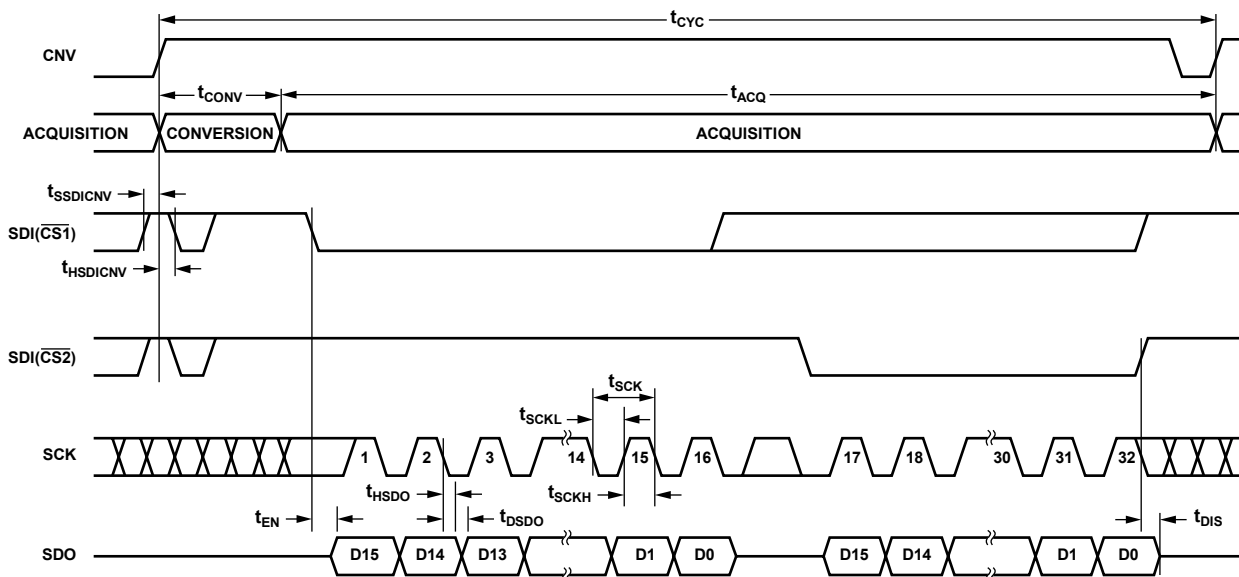 tCYC
CNV
tCONV
tACQ
ACQUISITION CONVERSION ACQUISITION
tSSDICNV
SDI(CS1)
tHSDICNV
SDI(CS2)
tSCK
tSCKL
SCK 1 2 3 14 15 16 17 18 30 31 32
tHSDO
tSCKH
tEN
tDSDO
tDIS
SDO D15 D14 D13 D1 D0 D15 D14 D1 D0